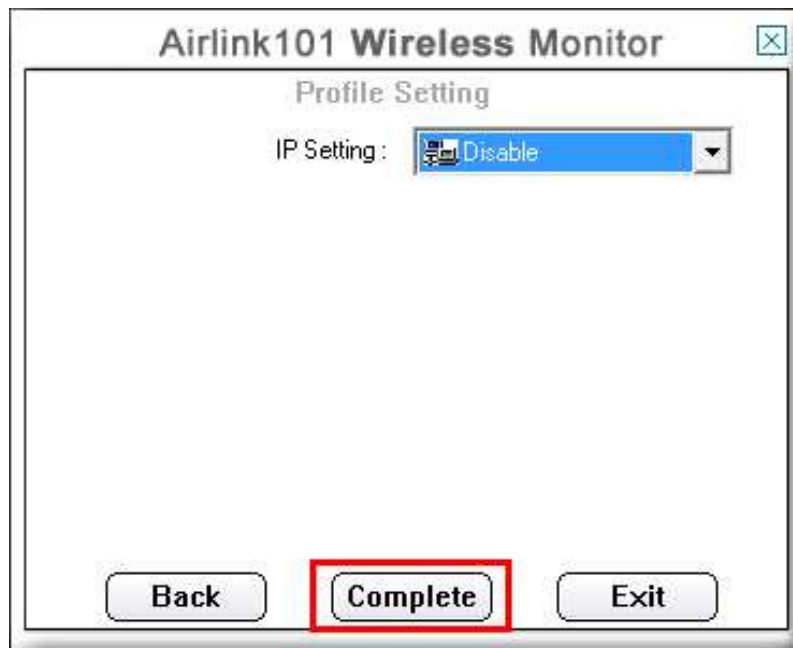 Airlink101 Wireless Monitor
Profile Setting
IP Setting : Disable
Back Complete Exit